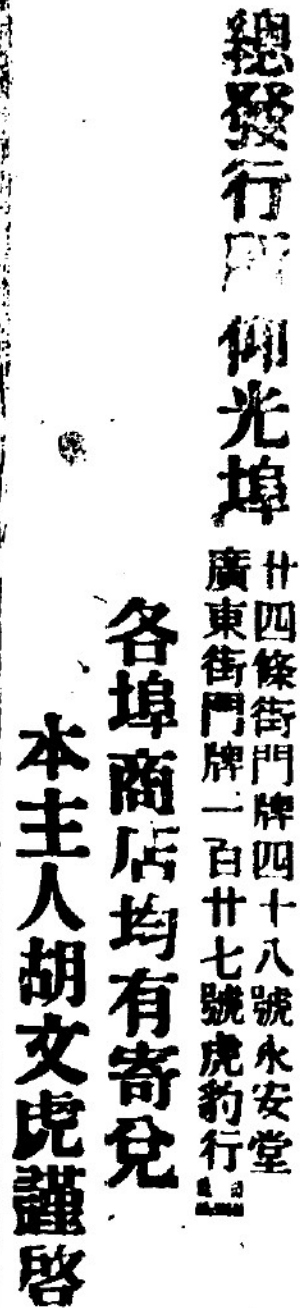 總發行所仰光埠
廿四條街門牌四十八號永安堂
廣東街門牌一百廿七號虎豹行
各埠商店均有寄兌
本主人胡文虎謹啓